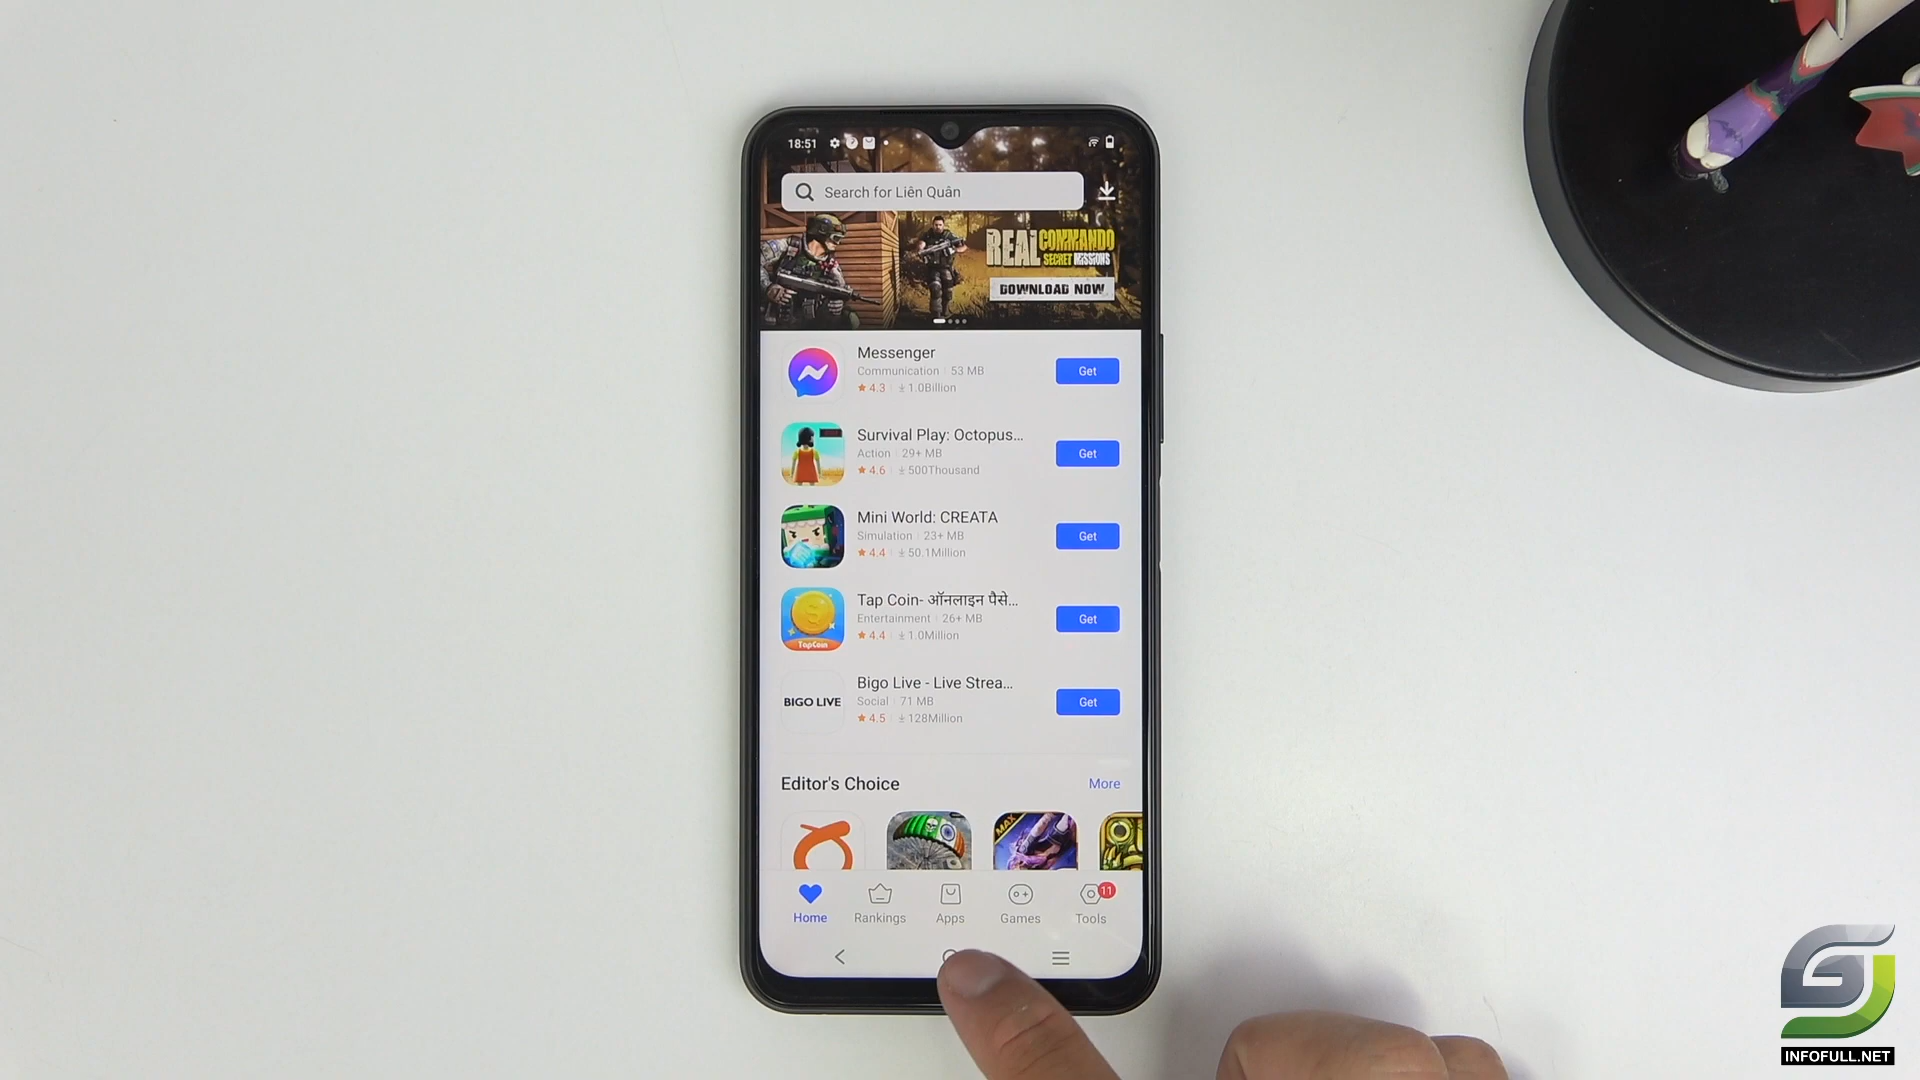 18:51
Search for Liên Quân
REAL COMMANDO
SECRET MISSIONS
DOWNLOAD NOW
Messenger
Communication 53 MB
4.3 1.0Billion
Get
Survival Play: Octopus...
Action 29+ MB
4.6 500Thousand
Get
Mini World: CREATA
Simulation 23+ MB
4.4 50.1Million
Get
Tap Coin- ऑनलाइन पैसे...
Entertainment 26+ MB
4.4 1.0Million
Get
TapCoin
Bigo Live - Live Strea...
Social 71 MB
4.5 128Million
Get
BIGO LIVE
Editor's Choice
More
MAX
Home
Rankings
Apps
Games
Tools
11
INFOFULL.NET